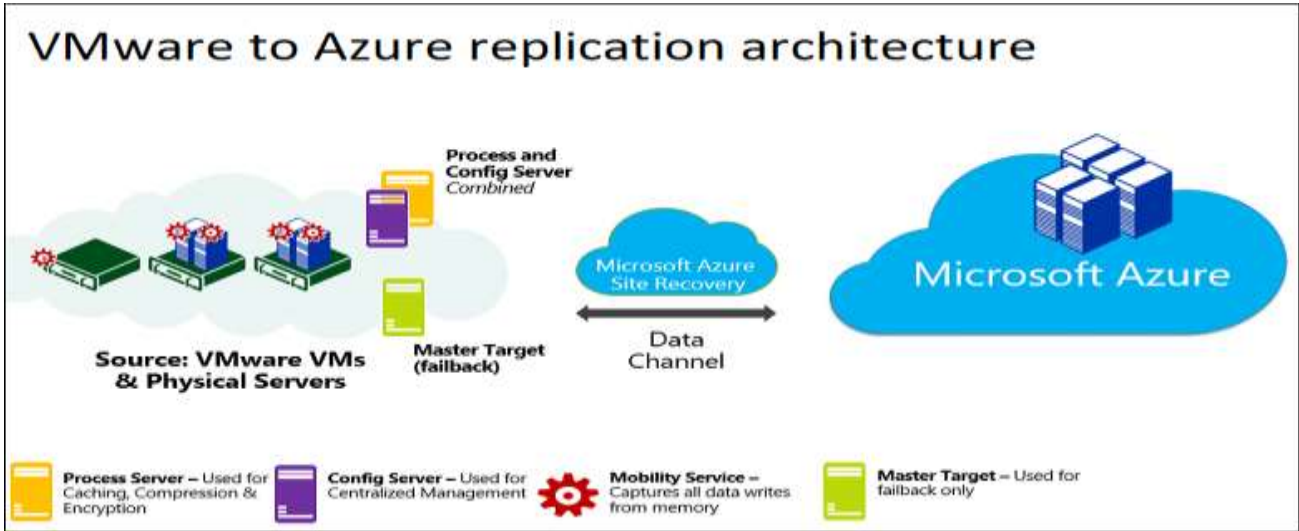 VMware to Azure replication architecture
Process and
Config Server
Combined
Microsoft Azure
Site Recovery
Microsoft Azure
Data
Channel
Master Target
(failback)
Source: VMware VMs
& Physical Servers
Process Server – Used for
Caching, Compression &
Encryption
Config Server – Used for
Centralized Management
Mobility Service –
Captures all data writes
from memory
Master Target – Used for
failback only